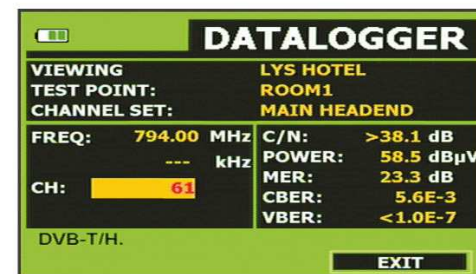 DATALOGGER
VIEWING LYS HOTEL
TEST POINT: ROOM1
CHANNEL SET: MAIN HEADEND
FREQ: 794.00 MHz
--- kHz
CH: 61
C/N: >38.1 dB
POWER: 58.5 dBµV
MER: 23.3 dB
CBER: 5.6E-3
VBER: <1.0E-7
DVB-T/H.
EXIT